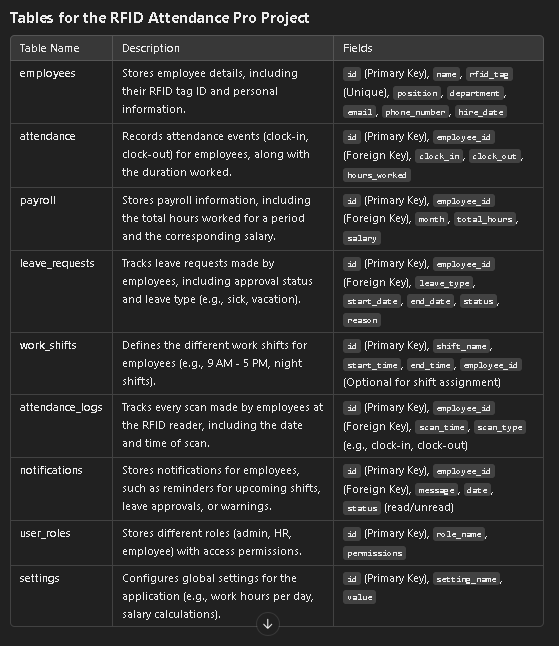 Tables for the RFID Attendance Pro Project
Table Name Description Fields
employees Stores employee details, including id (Primary Key), name, rfid_tag
their RFID tag ID and personal (Unique), position, department,
information. email, phone_number, hire_date
attendance Records attendance events (clock-in, id (Primary Key), employee_id
clock-out) for employees, along with (Foreign Key), clock_in, clock_out,
the duration worked. hours_worked
payroll Stores payroll information, including id (Primary Key), employee_id
the total hours worked for a period (Foreign Key), month, total_hours,
and the corresponding salary. salary
leave_requests Tracks leave requests made by id (Primary Key), employee_id
employees, including approval status (Foreign Key), leave_type,
and leave type (e.g., sick, vacation). start_date, end_date, status,
reason
work_shifts Defines the different work shifts for id (Primary Key), shift_name,
employees (e.g., 9 AM - 5 PM, night start_time, end_time, employee_id
shifts). (Optional for shift assignment)
attendance_logs Tracks every scan made by employees at id (Primary Key), employee_id
the RFID reader, including the date (Foreign Key), scan_time, scan_type
and time of scan. (e.g., clock-in, clock-out)
notifications Stores notifications for employees, id (Primary Key), employee_id
such as reminders for upcoming shifts, (Foreign Key), message, date,
leave approvals, or warnings. status (read/unread)
user_roles Stores different roles (admin, HR, id (Primary Key), role_name,
employee) with access permissions. permissions
settings Configures global settings for the id (Primary Key), setting_name,
application (e.g., work hours per day, value
salary calculations).